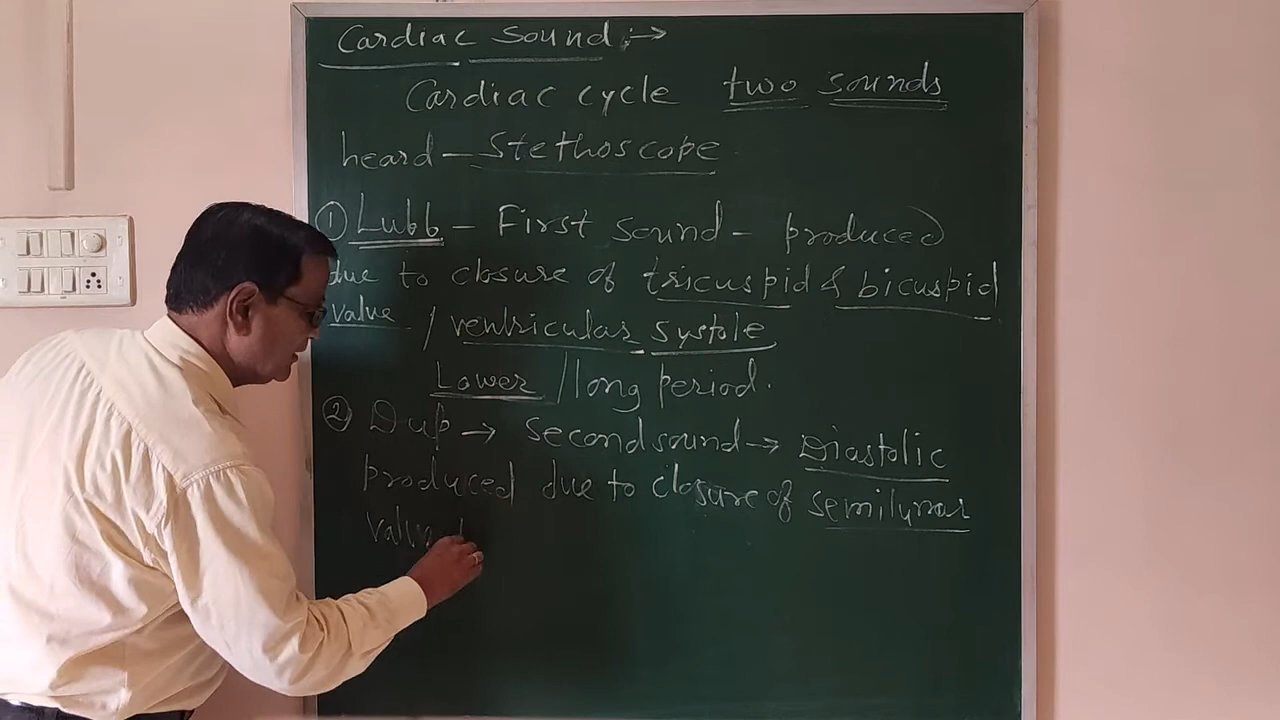 Cardiac Sound :→
Cardiac cycle two sounds
heard – Stethoscope
① Lubb – First Sound – produced
due to closure of tricuspid & bicuspid
value / ventricular systole
Lower / long period.
② Dup → Second sound → Diastolic
produced due to closure of semilunar